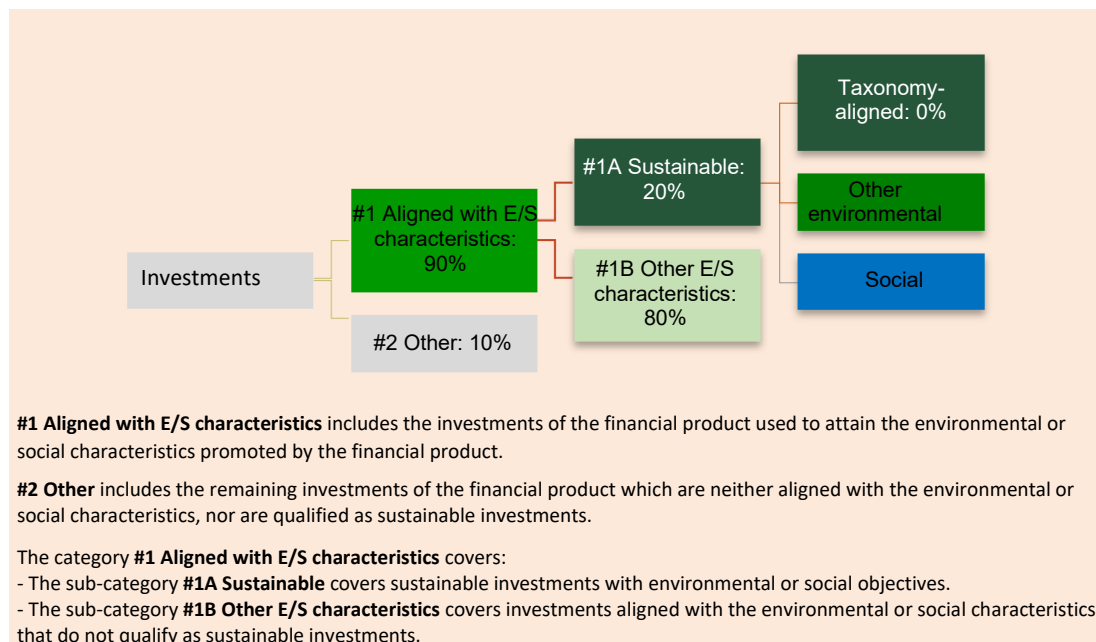 Taxonomy-
aligned: 0%
#1A Sustainable:
20%
Other
environmental
#1 Aligned with E/S
characteristics:
90%
Investments
#1B Other E/S
characteristics:
80%
Social
#2 Other: 10%
#1 Aligned with E/S characteristics includes the investments of the financial product used to attain the environmental or
social characteristics promoted by the financial product.
#2 Other includes the remaining investments of the financial product which are neither aligned with the environmental or
social characteristics, nor are qualified as sustainable investments.
The category #1 Aligned with E/S characteristics covers:
- The sub-category #1A Sustainable covers sustainable investments with environmental or social objectives.
- The sub-category #1B Other E/S characteristics covers investments aligned with the environmental or social characteristics
that do not qualify as sustainable investments.